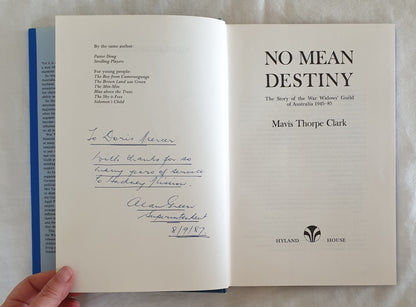 By the same author
Pastor Doug
Strolling Players
For young people
The Boy from Cumeroogunga
The Brown Land was Green
The Min-Min
Blue above the Trees
The Sky is Free
Solomon's Child
To Doris Mercer
With thanks for so
many years of service
to Hackney Mission.
Alan Green
Superintendent
8/9/87
NO MEAN
DESTINY
The Story of the War Widows' Guild
of Australia 1945-85
Mavis Thorpe Clark
HYLAND HOUSE